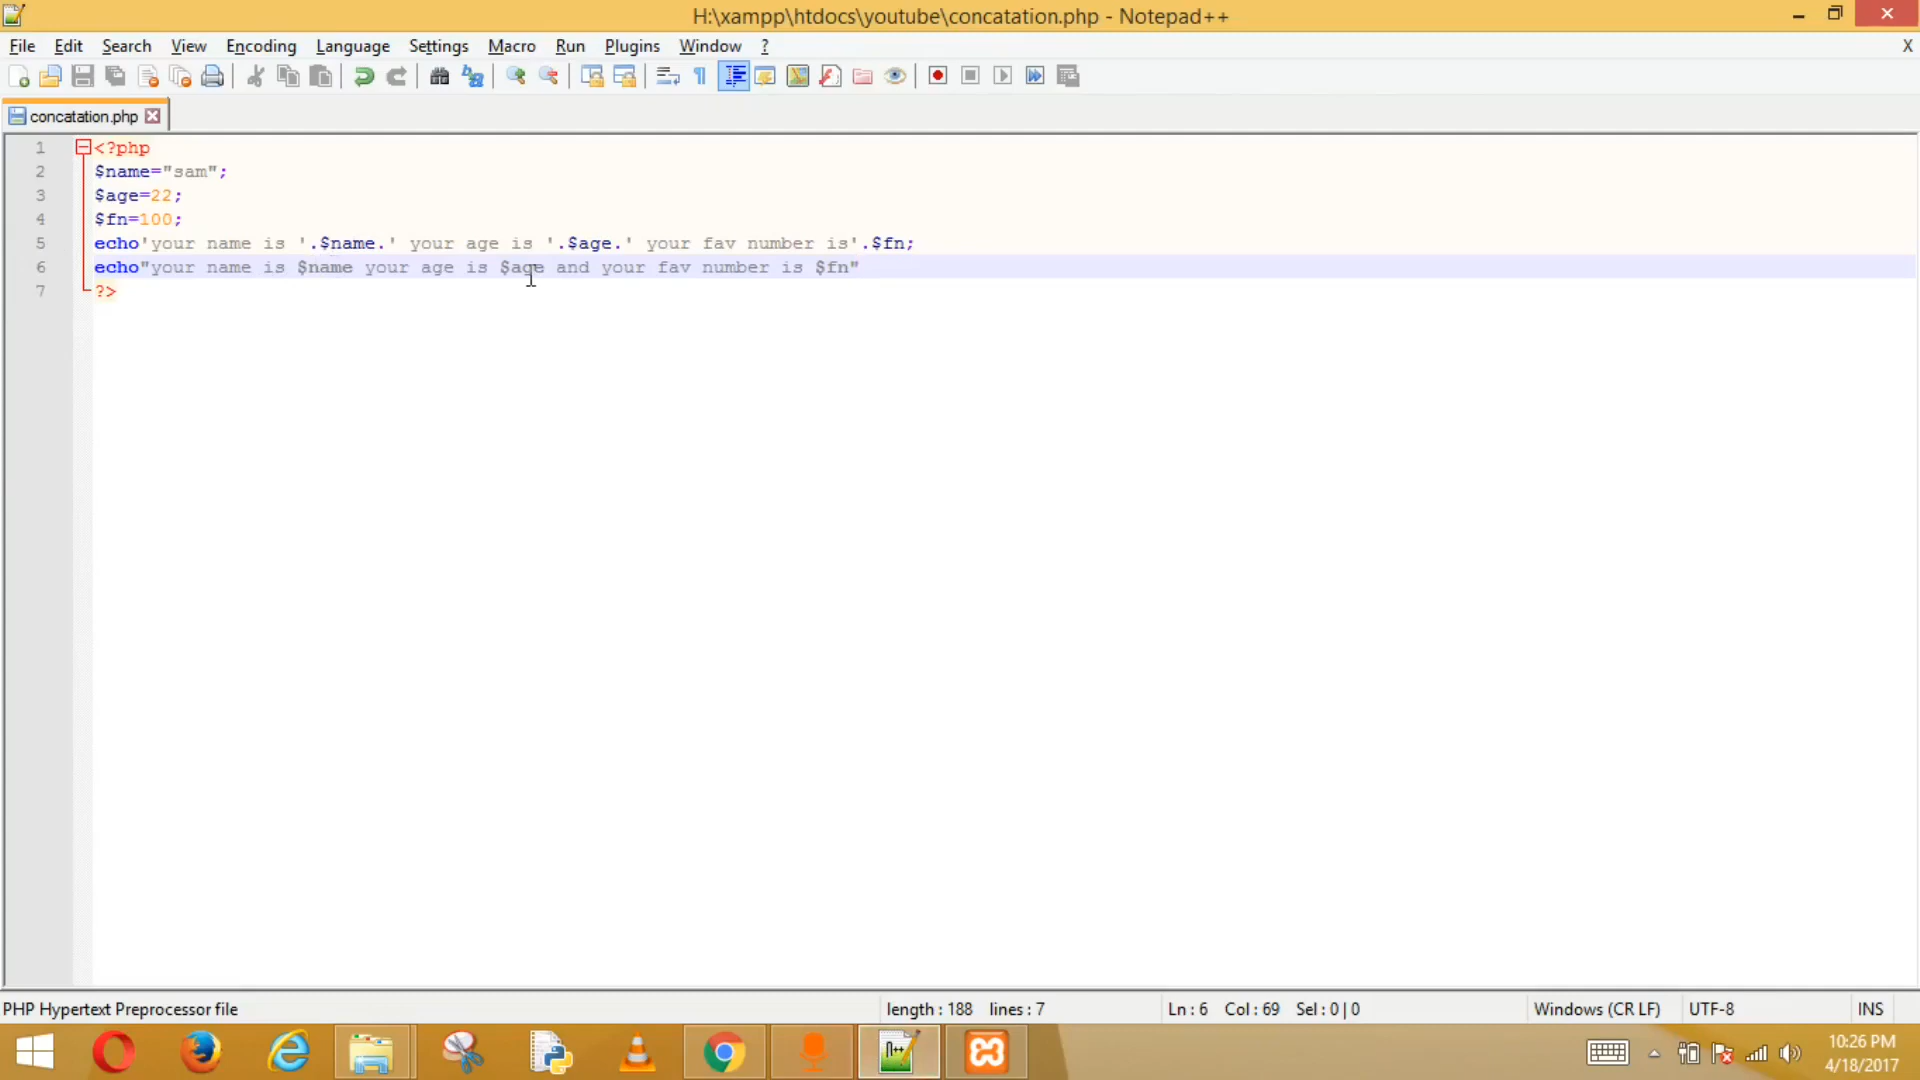 H:\xampp\htdocs\youtube\concatation.php - Notepad++
File Edit Search View Encoding Language Settings Macro Run Plugins Window ? X
concatation.php
1 <?php
2 $name="sam";
3 $age=22;
4 $fn=100;
5 echo'your name is '.$name.' your age is '.$age.' your fav number is'.$fn;
6 echo"your name is $name your age is $age and your fav number is $fn"
7 ?>
PHP Hypertext Preprocessor file length : 188 lines : 7 Ln : 6 Col : 69 Sel : 0 | 0 Windows (CR LF) UTF-8 INS
10:26 PM
4/18/2017